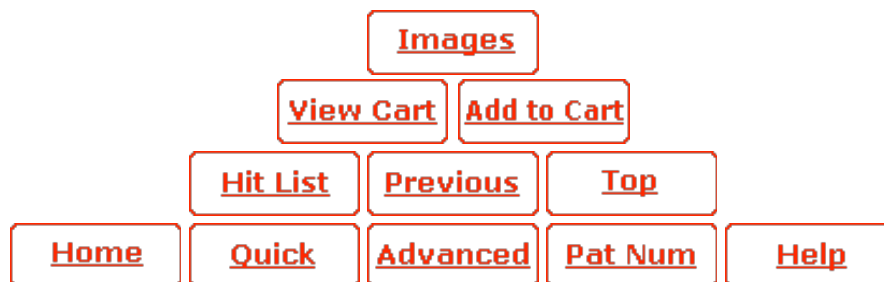 Images
View Cart Add to Cart
Hit List Previous Top
Home Quick Advanced Pat Num Help